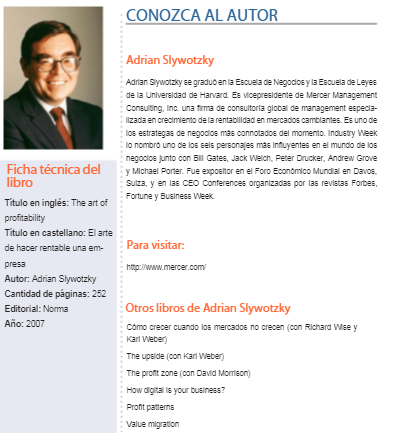 CONOZCA AL AUTOR
Adrian Slywotzky
Adrian Slywotzky se graduó en la Escuela de Negocios y la Escuela de Leyes
de la Universidad de Harvard. Es vicepresidente de Mercer Management
Consulting, Inc. una firma de consultoría global de management especia-
lizada en crecimiento de la rentabilidad en mercados cambiantes. Es uno de
los estrategas de negocios más connotados del momento. Industry Week
lo nombró uno de los seis personajes más influyentes en el mundo de los
negocios junto con Bill Gates, Jack Welch, Peter Drucker, Andrew Grove
y Michael Porter. Fue expositor en el Foro Económico Mundial en Davos,
Suiza, y en las CEO Conferences organizadas por las revistas Forbes,
Fortune y Business Week.
Para visitar:
http://www.mercer.com/
Otros libros de Adrian Slywotzky
Cómo crecer cuando los mercados no crecen (con Richard Wise y
Karl Weber)
The upside (con Karl Weber)
The profit zone (con David Morrison)
How digital is your business?
Profit patterns
Value migration
Ficha técnica del
libro
Título en inglés: The art of
profitability
Título en castellano: El arte
de hacer rentable una em-
presa
Autor: Adrian Slywotzky
Cantidad de páginas: 252
Editorial: Norma
Año: 2007